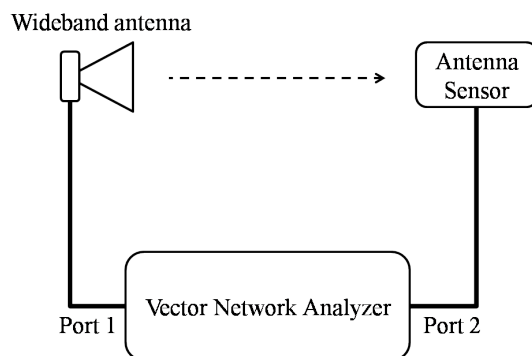 Wideband antenna
Antenna
Sensor
Vector Network Analyzer
Port 1
Port 2